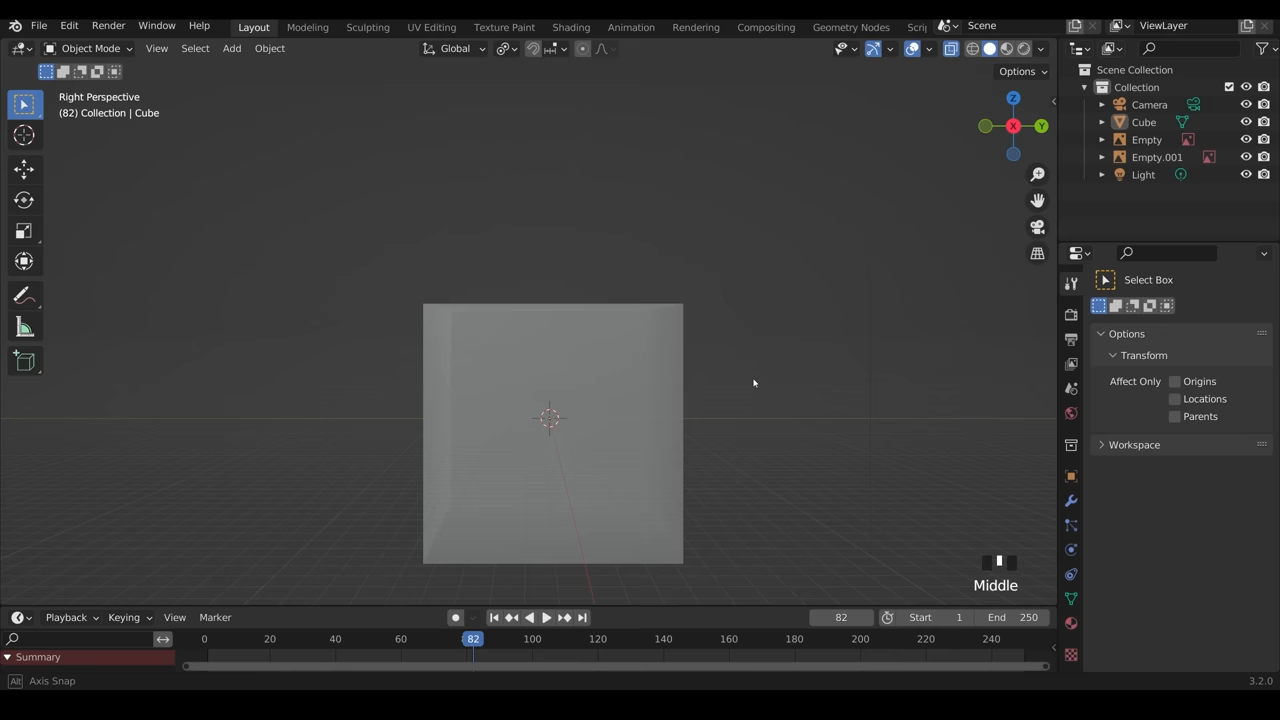 File Edit Render Window Help Layout Modeling Sculpting UV Editing Texture Paint Shading Animation Rendering Compositing Geometry Nodes Scri Scene ViewLayer
Object Mode View Select Add Object Global
Options
Right Perspective
(82) Collection | Cube
Scene Collection
Collection
Camera
Cube
Empty
Empty.001
Light
Z
X
Y
Select Box
Options
Transform
Affect Only Origins
Locations
Parents
Workspace
Middle
Playback Keying View Marker 82 Start 1 End 250
0 20 40 60 82 100 120 140 160 180 200 220 240
Summary
Alt Axis Snap 3.2.0